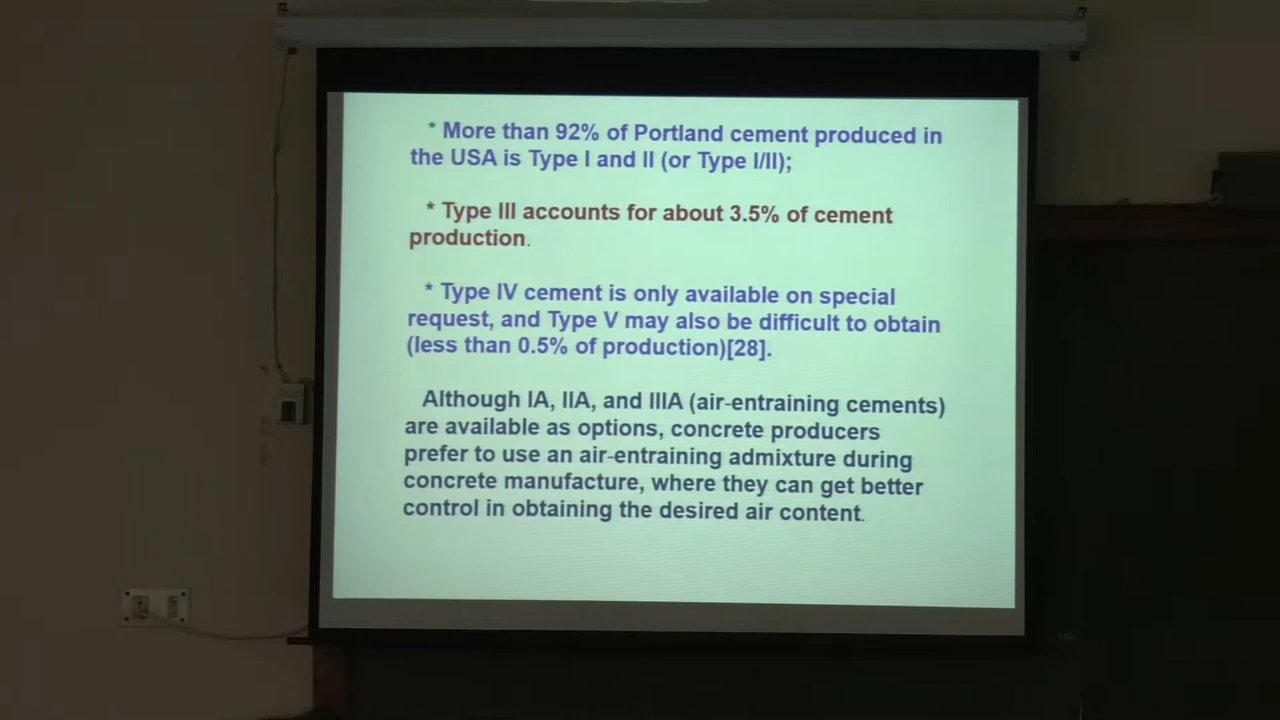 * More than 92% of Portland cement produced in
the USA is Type I and II (or Type I/II);
* Type III accounts for about 3.5% of cement
production.
* Type IV cement is only available on special
request, and Type V may also be difficult to obtain
(less than 0.5% of production)[28].
Although IA, IIA, and IIIA (air-entraining cements)
are available as options, concrete producers
prefer to use an air-entraining admixture during
concrete manufacture, where they can get better
control in obtaining the desired air content.